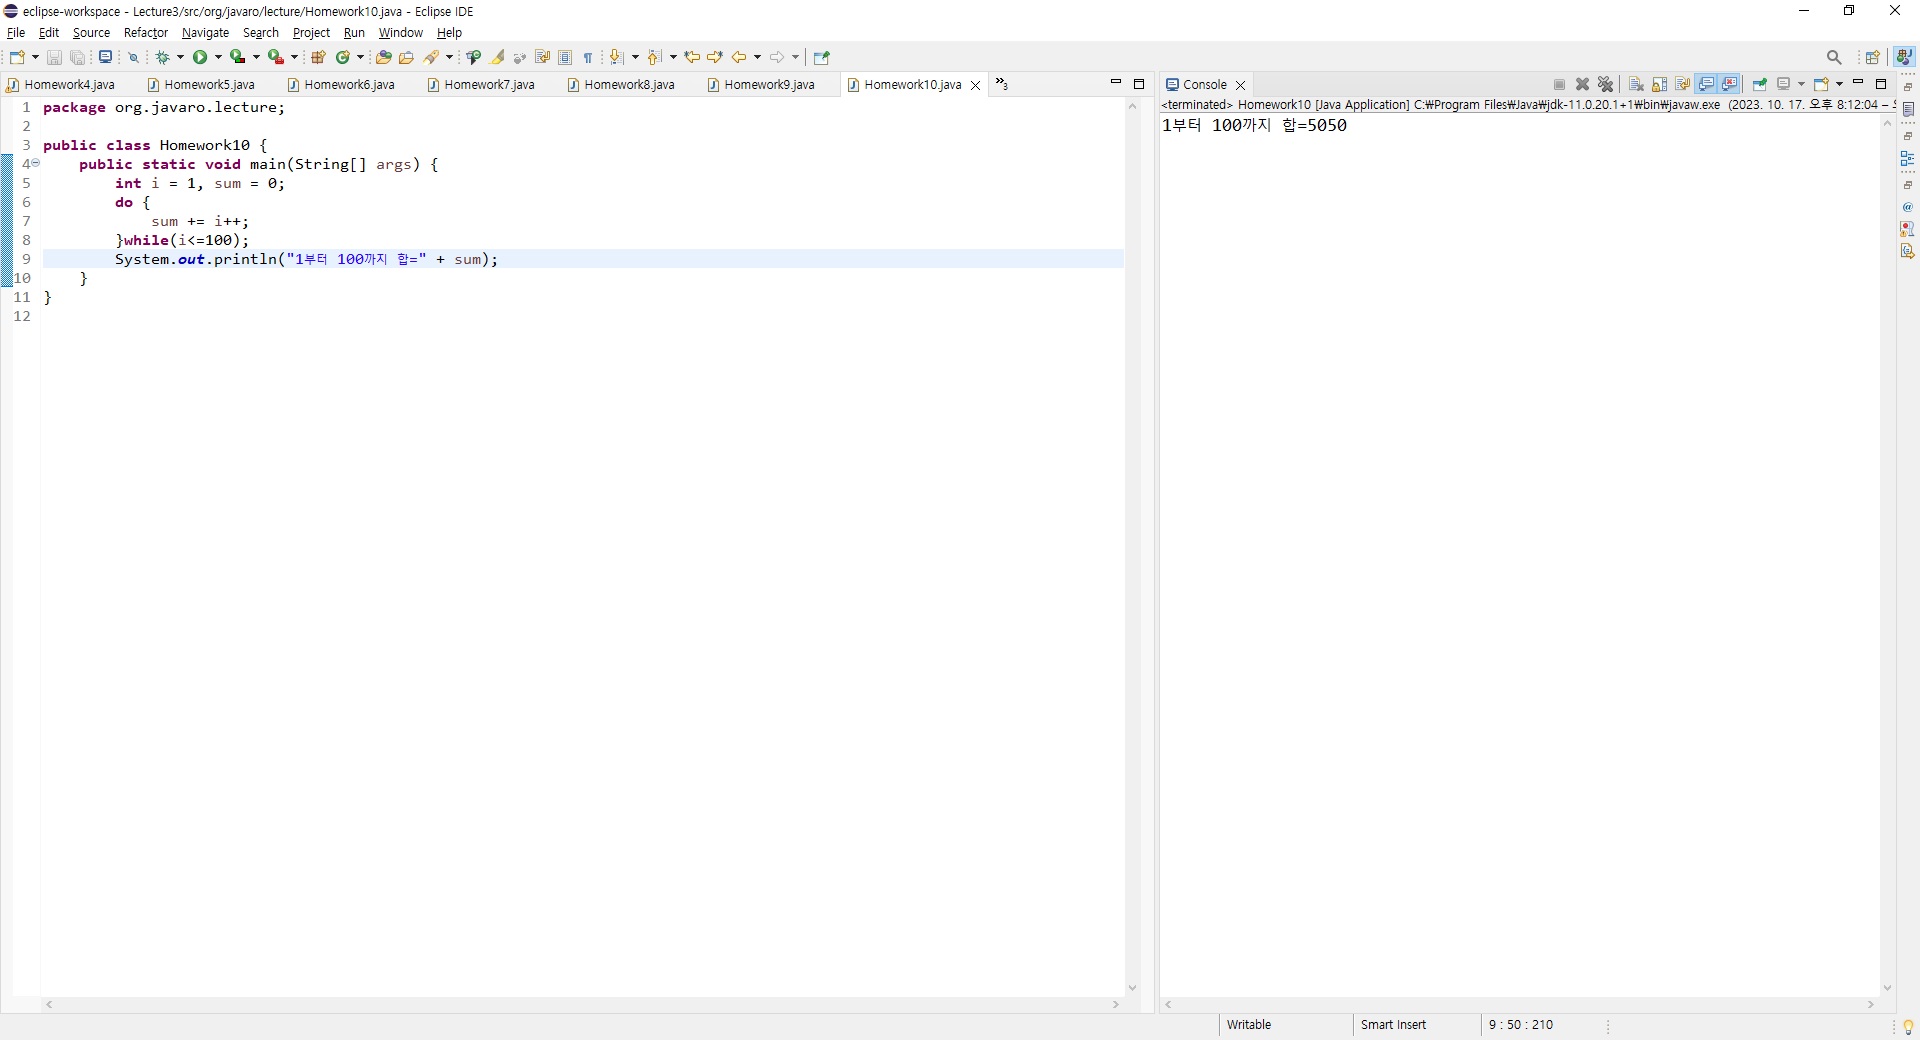 eclipse-workspace - Lecture3/src/org/javaro/lecture/Homework10.java - Eclipse IDE
File Edit Source Refactor Navigate Search Project Run Window Help
Homework4.java Homework5.java Homework6.java Homework7.java Homework8.java Homework9.java Homework10.java »3
1 package org.javaro.lecture;
2
3 public class Homework10 {
4 public static void main(String[] args) {
5 int i = 1, sum = 0;
6 do {
7 sum += i++;
8 }while(i<=100);
9 System.out.println("1부터 100까지 합=" + sum);
10 }
11 }
12
Console
<terminated> Homework10 [Java Application] C:₩Program Files₩Java₩jdk-11.0.20.1+1₩bin₩javaw.exe (2023. 10. 17. 오후 8:12:04 –
1부터 100까지 합=5050
Writable Smart Insert 9 : 50 : 210